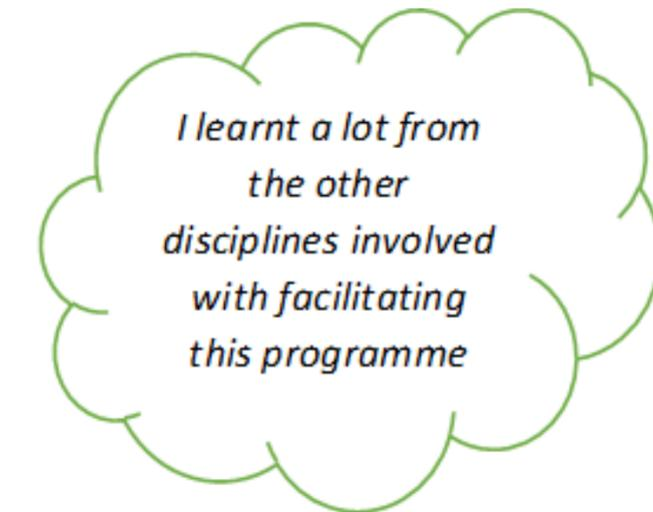 I learnt a lot from
the other
disciplines involved
with facilitating
this programme